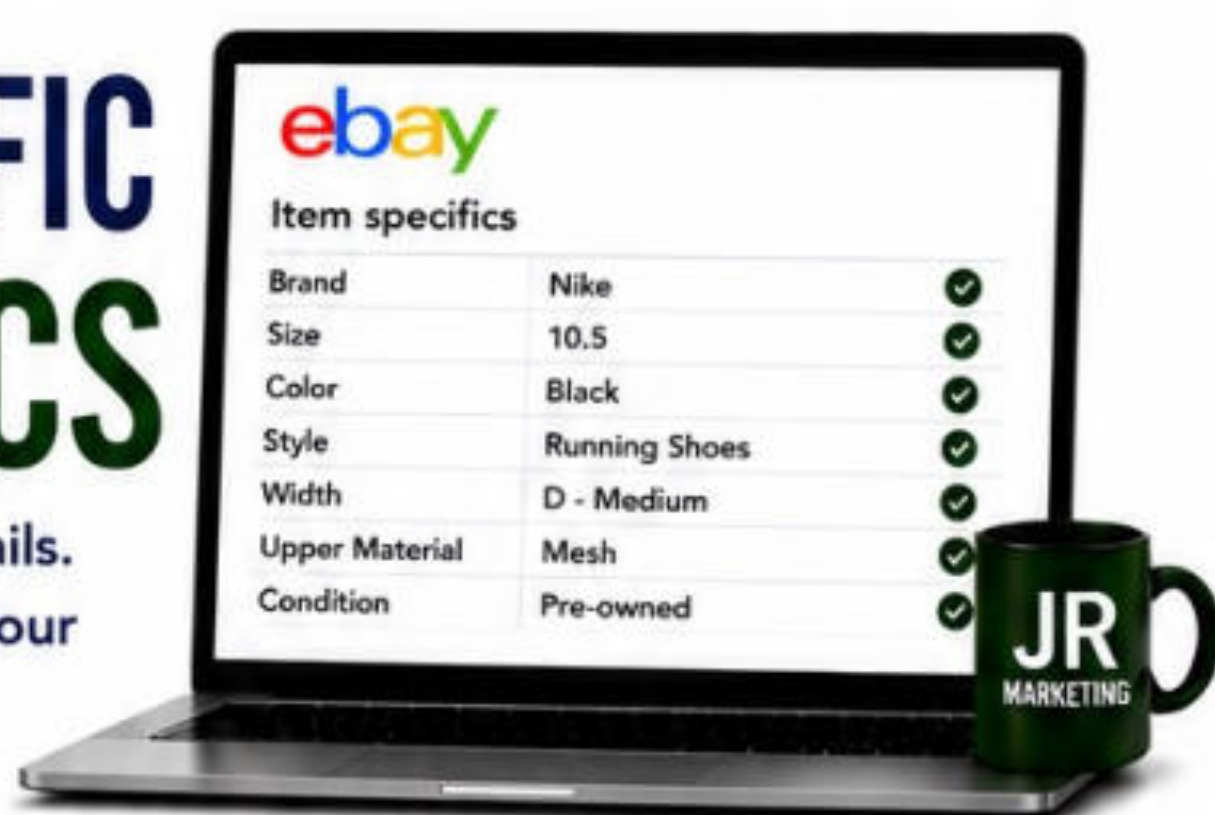 FIC
CS
ails.
our
ebay
Item specifics
Brand Nike
Size 10.5
Color Black
Style Running Shoes
Width D - Medium
Upper Material Mesh
Condition Pre-owned
JR
MARKETING